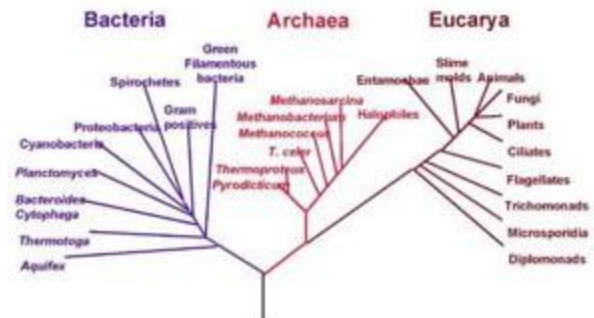 Bacteria
Archaea
Eucarya
Green
Filamentous
bacteria
Spirochetes
Gram
positives
Proteobacteria
Cyanobacteria
Planctomyces
Bacteroides
Cytophaga
Thermotoga
Aquifex
Methanosarcina
Methanobacterium
Halophiles
Methanococcus
T. celer
Thermoproteus
Pyrodicticum
Entamoebae
Slime
molds
Animals
Fungi
Plants
Ciliates
Flagellates
Trichomonads
Microsporidia
Diplomonads